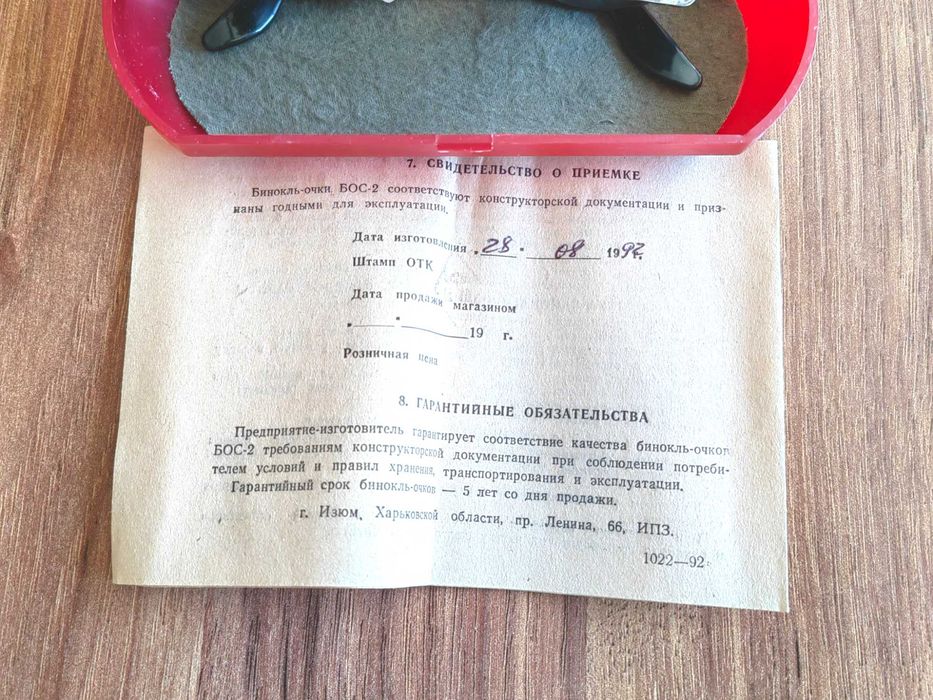 7. СВИДЕТЕЛЬСТВО О ПРИЕМКЕ
Бинокль-очки БОС-2 соответствуют конструкторской документации и приз-
наны годными для эксплуатации.
Дата изготовления „28" 08 1992г.
Штамп ОТК
Дата продажи магазином
„ " 19 г.
Розничная цена
8. ГАРАНТИЙНЫЕ ОБЯЗАТЕЛЬСТВА
Предприятие-изготовитель гарантирует соответствие качества бинокль-очков
БОС-2 требованиям конструкторской документации при соблюдении потреби-
телем условий и правил хранения, транспортирования и эксплуатации.
Гарантийный срок бинокль-очков — 5 лет со дня продажи.
г. Изюм, Харьковской области, пр. Ленина, 66, ИПЗ.
1022—92